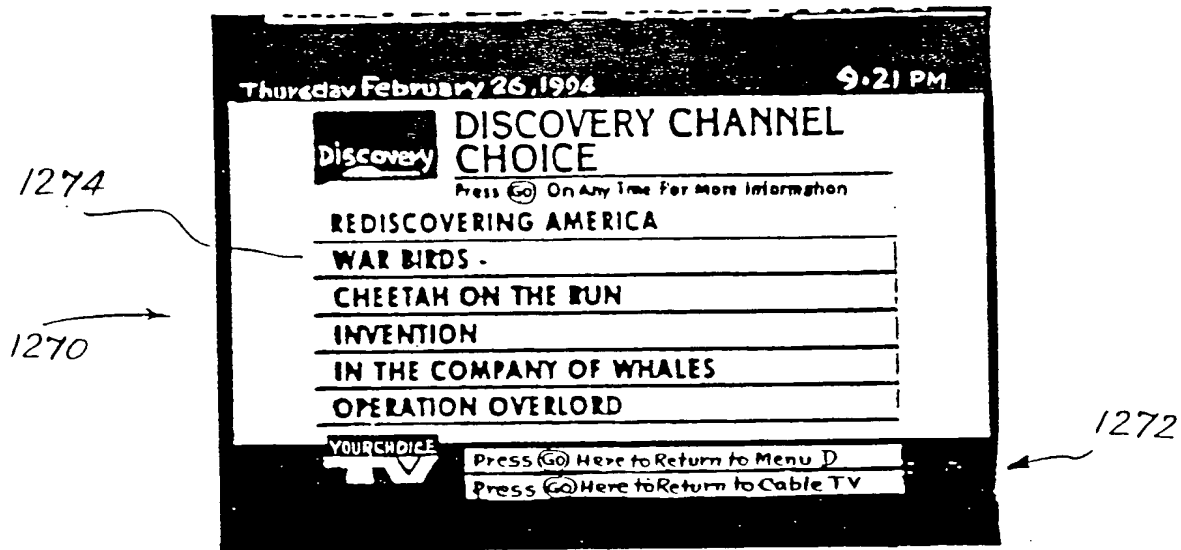 Thursday February 26, 1994 9:21 PM
Discovery
DISCOVERY CHANNEL
CHOICE
Press Go On Any Time For More Information
1274
REDISCOVERING AMERICA
WAR BIRDS
CHEETAH ON THE RUN
1270
INVENTION
IN THE COMPANY OF WHALES
OPERATION OVERLORD
1272
YOUR CHOICE
TV
Press Go Here to Return to Menu D
Press Go Here to Return to Cable TV